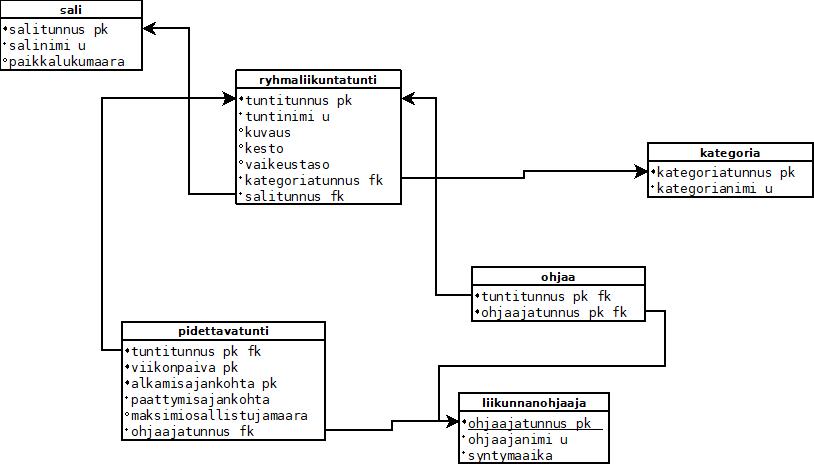 sali
salitunnus pk
salinimi u
paikkalukumaara
ryhmaliikuntatunti
tuntitunnus pk
tuntinimi u
kuvaus
kesto
vaikeustaso
kategoriatunnus fk
salitunnus fk
kategoria
kategoriatunnus pk
kategorianimi u
ohjaa
tuntitunnus pk fk
ohjaajatunnus pk fk
pidettavatunti
tuntitunnus pk fk
viikonpaiva pk
alkamisajankohta pk
paattymisajankohta
maksimiosallistujamaara
ohjaajatunnus fk
liikunnanohjaaja
ohjaajatunnus pk
ohjaajanimi u
syntymaaika